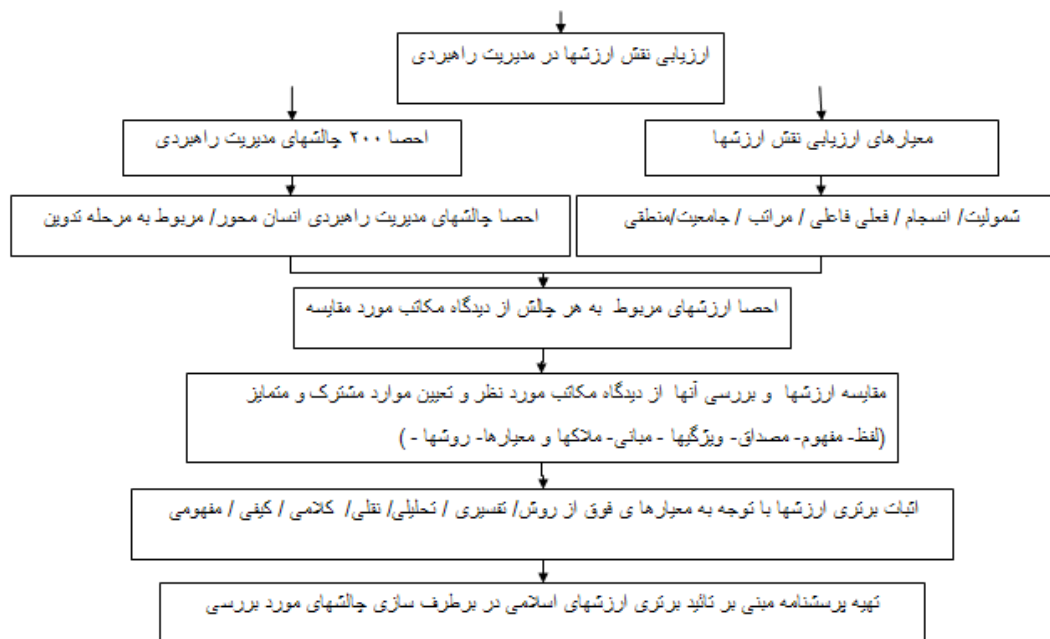 ارزیابی نقش ارزشها در مدیریت راهبردی
معیارهای ارزیابی نقش ارزشها
احصا ۲۰۰ چالشهای مدیریت راهبردی
شمولیت/ انسجام / فعلی فاعلی / مراتب / جامعیت/منطقی
احصا چالشهای مدیریت راهبردی انسان محور/ مربوط به مرحله تدوین
احصا ارزشهای مربوط به هر چالش از دیدگاه مکاتب مورد مقایسه
مقایسه ارزشها و بررسی آنها از دیدگاه مکاتب مورد نظر و تعیین موارد مشترک و متمایز
(لفظ- مفهوم- مصداق- ویژگیها - مبانی- ملاکها و معیارها- روشها - )
اثبات برتری ارزشها با توجه به معیارها ی فوق از روش/ تفسیری / تحلیلی/ نقلی/ کلامی / کیفی / مفهومی
تهیه پرسشنامه مبنی بر تائید برتری ارزشهای اسلامی در برطرف سازی چالشهای مورد بررسی